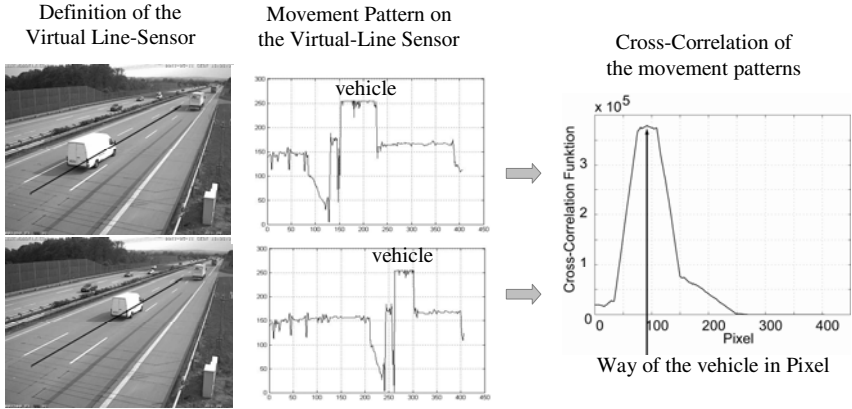 Definition of the
Virtual Line-Sensor
Movement Pattern on
the Virtual-Line Sensor
Cross-Correlation of
the movement patterns
vehicle
300
250
200
150
100
50
0
0 50 100 150 200 250 300 350 400 450
vehicle
300
250
200
150
100
50
0
0 50 100 150 200 250 300 350 400 450
x 10^5
Cross-Correlation Funktion
3
2
1
0
0 100 200 300 400
Pixel
Way of the vehicle in Pixel